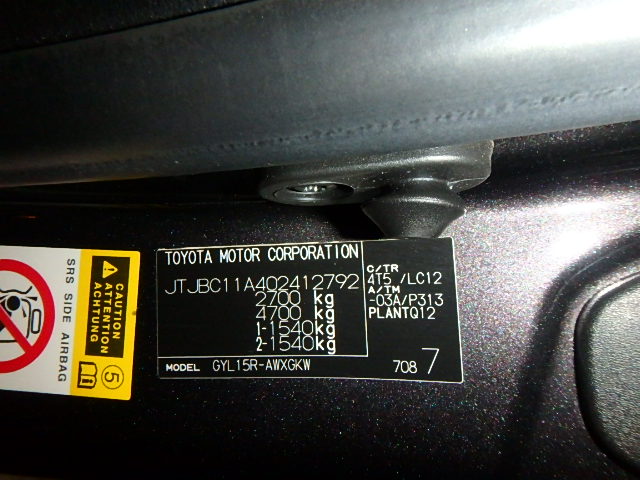 TOYOTA MOTOR CORPORATION
JTJBC11A402412792
2700 kg
4700 kg
1-1540kg
2-1540kg
MODEL GYL15R-AWXGKW
C/TR
4T5 /LC12
A/TM
-03A/P313
PLANTQ12
708 7
CAUTION
ATTENTION
ACHTUNG
SRS SIDE AIRBAG
5